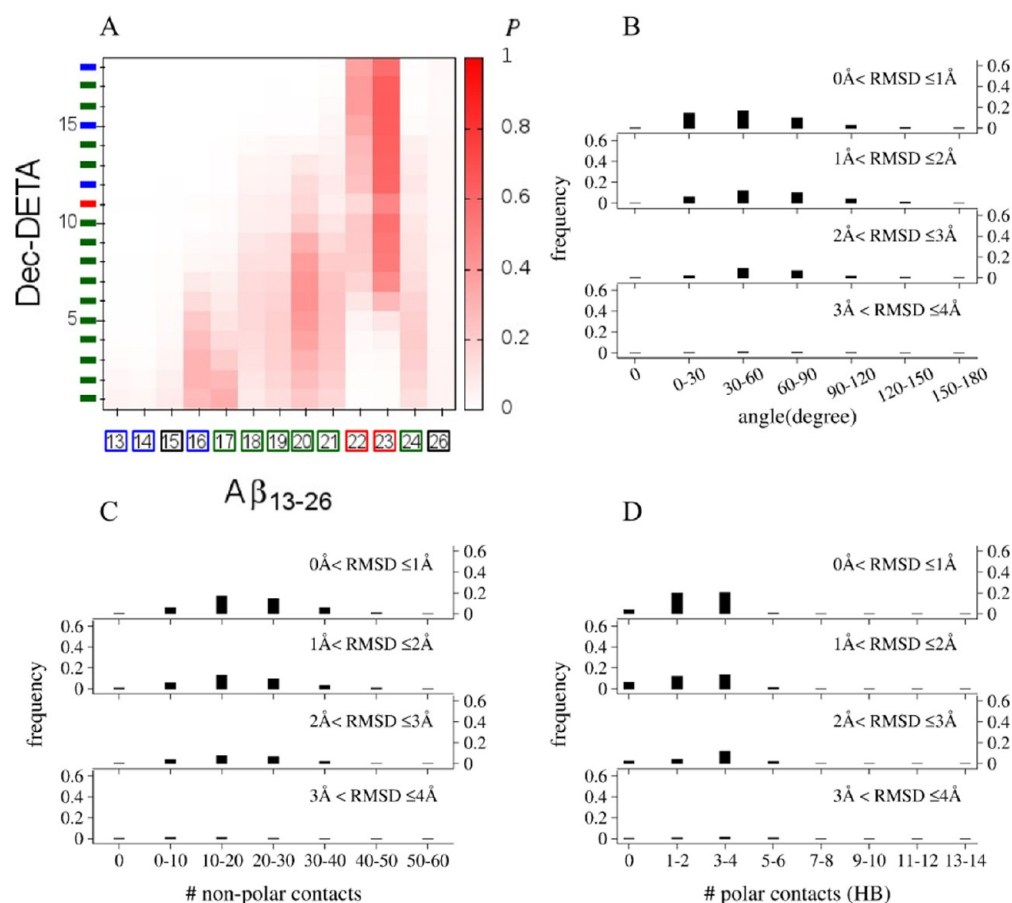 A
P
1
0.8
0.6
0.4
0.2
0
Dec-DETA
15
10
5
13 14 15 16 17 18 19 20 21 22 23 24 26
Aβ13-26
B
0Å< RMSD ≤1Å
0.6
0.4
0.2
0
0.6
0.4
0.2
0
1Å< RMSD ≤2Å
2Å< RMSD ≤3Å
0.6
0.4
0.2
0
0.6
0.4
0.2
0
3Å < RMSD ≤4Å
frequency
0 0-30 30-60 60-90 90-120 120-150 150-180
angle(degree)
C
0Å< RMSD ≤1Å
0.6
0.4
0.2
0
0.6
0.4
0.2
0
1Å< RMSD ≤2Å
2Å< RMSD ≤3Å
0.6
0.4
0.2
0
0.6
0.4
0.2
0
3Å < RMSD ≤4Å
frequency
0 0-10 10-20 20-30 30-40 40-50 50-60
# non-polar contacts
D
0Å< RMSD ≤1Å
0.6
0.4
0.2
0
0.6
0.4
0.2
0
1Å< RMSD ≤2Å
2Å< RMSD ≤3Å
0.6
0.4
0.2
0
0.6
0.4
0.2
0
3Å < RMSD ≤4Å
frequency
0 1-2 3-4 5-6 7-8 9-10 11-12 13-14
# polar contacts (HB)